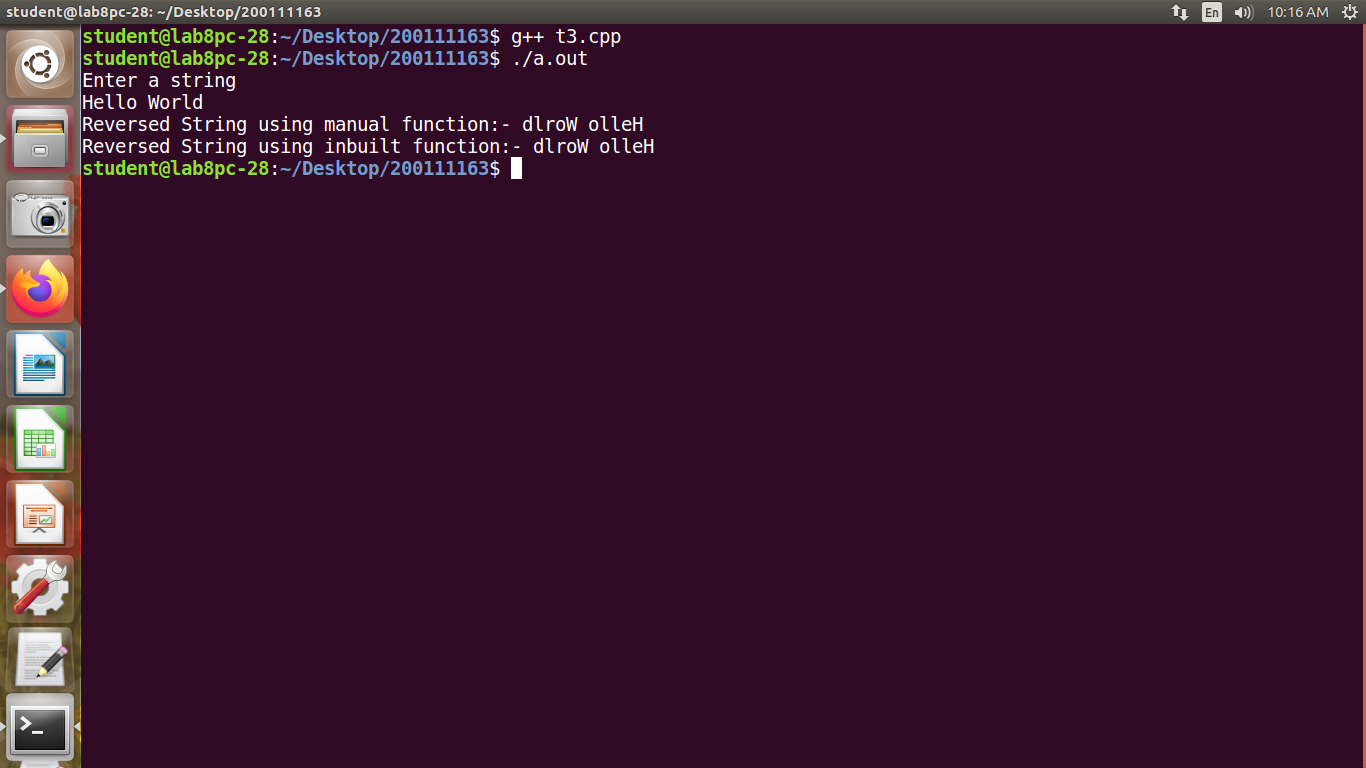 student@lab8pc-28: ~/Desktop/200111163
En
10:16 AM
student@lab8pc-28:~/Desktop/200111163$ g++ t3.cpp
student@lab8pc-28:~/Desktop/200111163$ ./a.out
Enter a string
Hello World
Reversed String using manual function:- dlroW olleH
Reversed String using inbuilt function:- dlroW olleH
student@lab8pc-28:~/Desktop/200111163$
>_